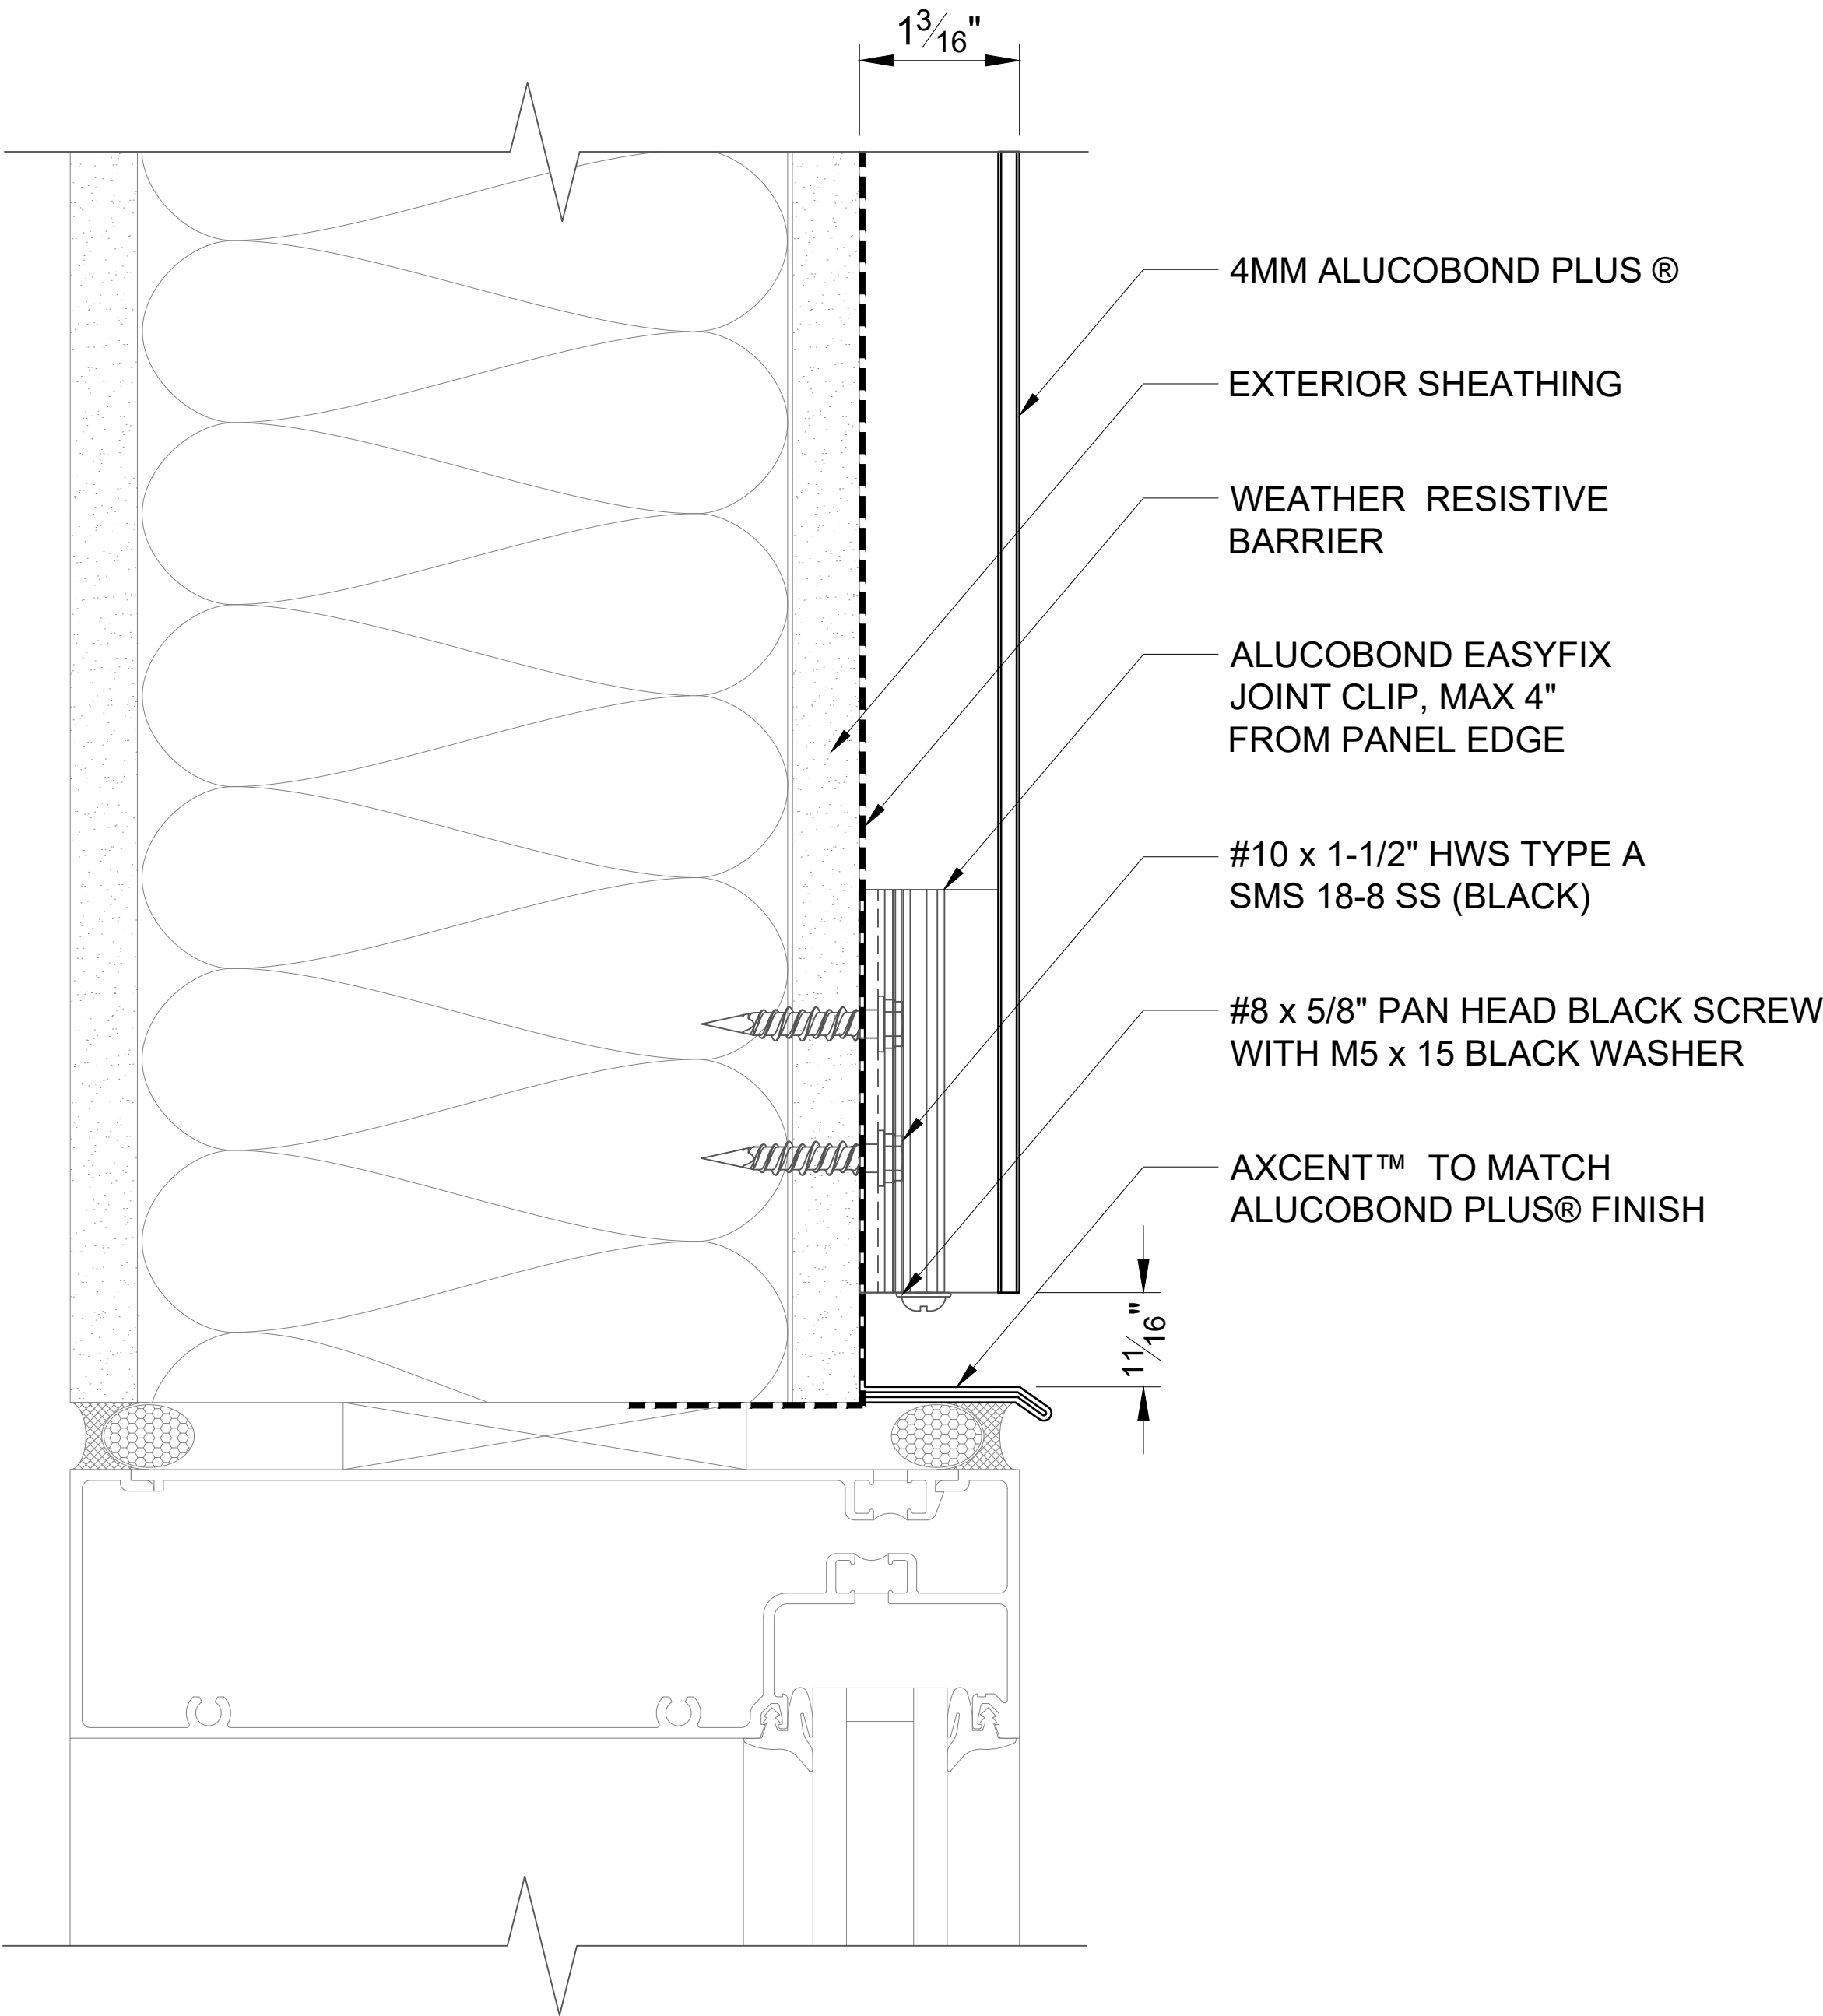 1 3/16"
4MM ALUCOBOND PLUS ®
EXTERIOR SHEATHING
WEATHER RESISTIVE
BARRIER
ALUCOBOND EASYFIX
JOINT CLIP, MAX 4"
FROM PANEL EDGE
#10 x 1-1/2" HWS TYPE A
SMS 18-8 SS (BLACK)
#8 x 5/8" PAN HEAD BLACK SCREW
WITH M5 x 15 BLACK WASHER
AXCENT™ TO MATCH
ALUCOBOND PLUS® FINISH
11/16"